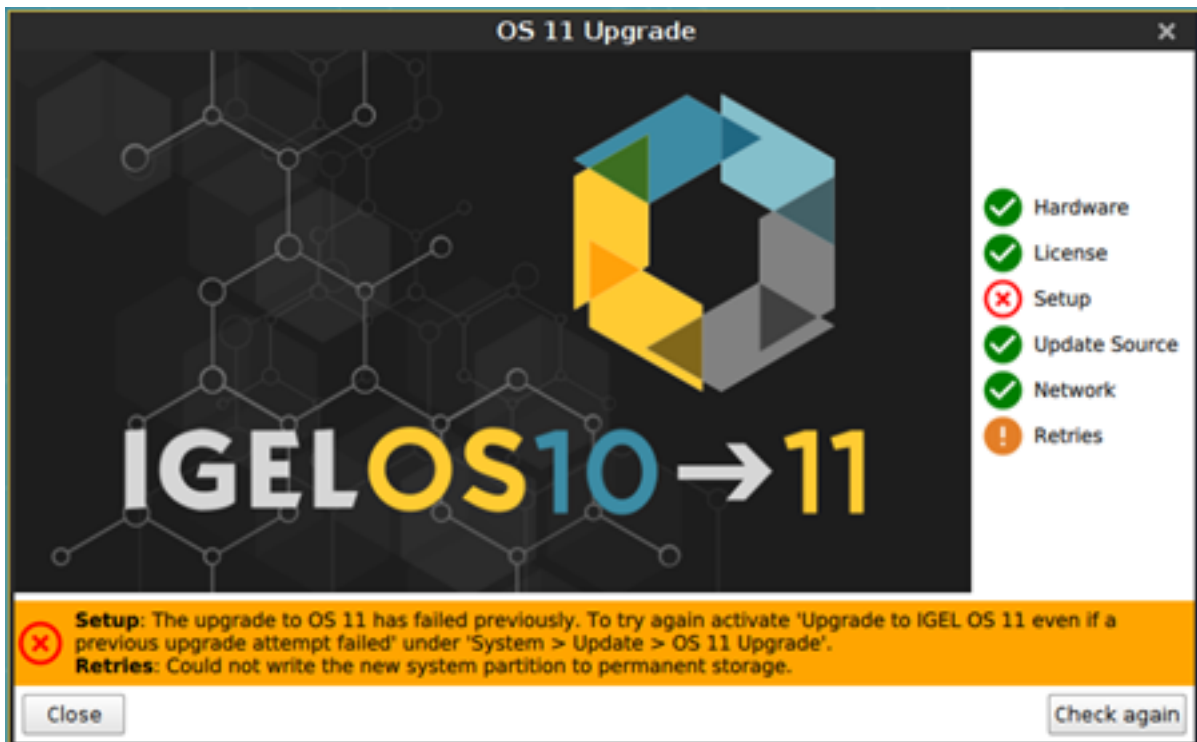 OS 11 Upgrade
Hardware
License
Setup
Update Source
Network
Retries
IGELOS10→11
Setup: The upgrade to OS 11 has failed previously. To try again activate 'Upgrade to IGEL OS 11 even if a
previous upgrade attempt failed' under 'System > Update > OS 11 Upgrade'.
Retries: Could not write the new system partition to permanent storage.
Close
Check again